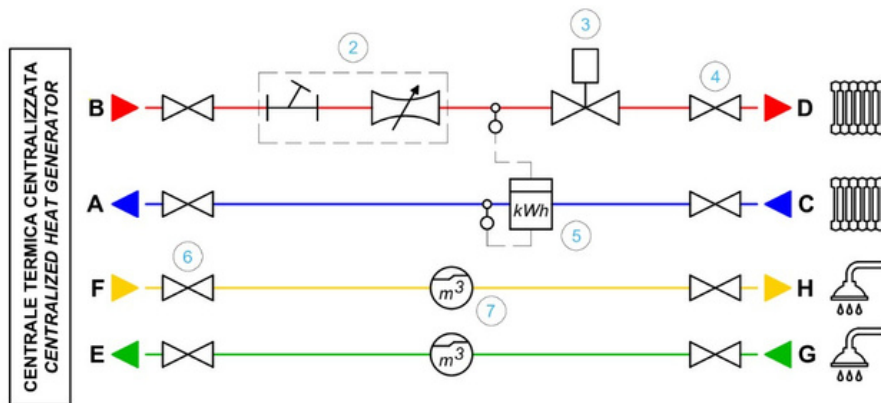 CENTRALE TERMICA CENTRALIZZATA
CENTRALIZED HEAT GENERATOR
2
3
4
B
D
A
kWh
C
5
6
F
m³
H
7
E
m³
G